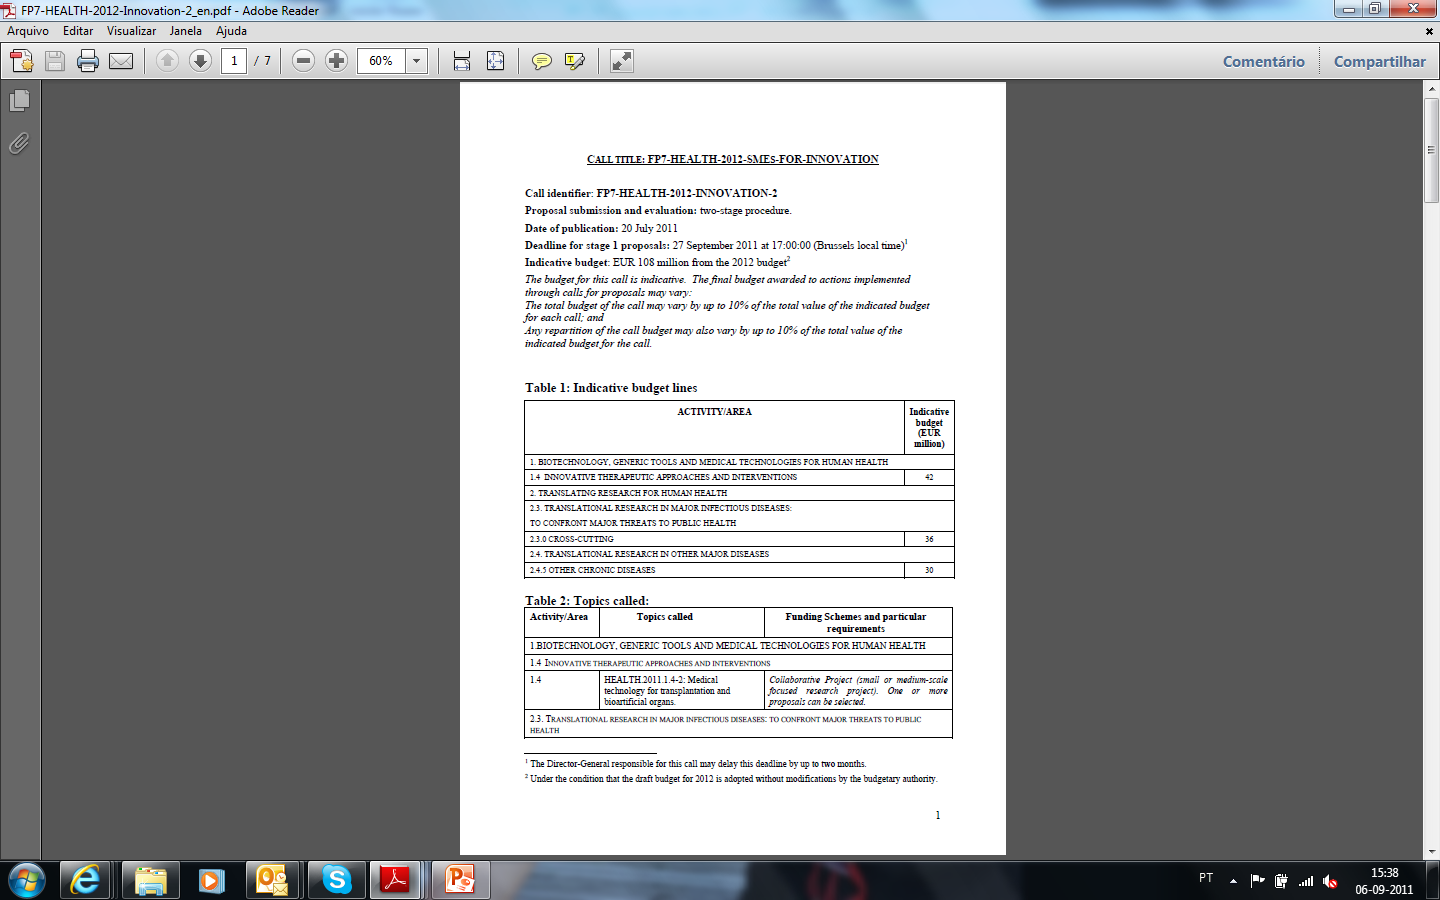 FP7-HEALTH-2012-Innovation-2_en.pdf - Adobe Reader
Arquivo Editar Visualizar Janela Ajuda
1 / 7 60% Comentário Compartilhar
CALL TITLE: FP7-HEALTH-2012-SMES-FOR-INNOVATION
Call identifier: FP7-HEALTH-2012-INNOVATION-2
Proposal submission and evaluation: two-stage procedure.
Date of publication: 20 July 2011
Deadline for stage 1 proposals: 27 September 2011 at 17:00:00 (Brussels local time)1
Indicative budget: EUR 108 million from the 2012 budget2
The budget for this call is indicative. The final budget awarded to actions implemented
through calls for proposals may vary:
The total budget of the call may vary by up to 10% of the total value of the indicated budget
for each call; and
Any repartition of the call budget may also vary by up to 10% of the total value of the
indicated budget for the call.
Table 1: Indicative budget lines
ACTIVITY/AREA
Indicative
budget
(EUR
million)
1. BIOTECHNOLOGY, GENERIC TOOLS AND MEDICAL TECHNOLOGIES FOR HUMAN HEALTH
1.4 INNOVATIVE THERAPEUTIC APPROACHES AND INTERVENTIONS 42
2. TRANSLATING RESEARCH FOR HUMAN HEALTH
2.3. TRANSLATIONAL RESEARCH IN MAJOR INFECTIOUS DISEASES:
TO CONFRONT MAJOR THREATS TO PUBLIC HEALTH
2.3.0 CROSS-CUTTING 36
2.4. TRANSLATIONAL RESEARCH IN OTHER MAJOR DISEASES
2.4.5 OTHER CHRONIC DISEASES 30
Table 2: Topics called:
Activity/Area
Topics called
Funding Schemes and particular
requirements
1.BIOTECHNOLOGY, GENERIC TOOLS AND MEDICAL TECHNOLOGIES FOR HUMAN HEALTH
1.4 INNOVATIVE THERAPEUTIC APPROACHES AND INTERVENTIONS
1.4
HEALTH.2011.1.4-2: Medical
technology for transplantation and
bioartificial organs.
Collaborative Project (small or medium-scale
focused research project). One or more
proposals can be selected.
2.3. TRANSLATIONAL RESEARCH IN MAJOR INFECTIOUS DISEASES: TO CONFRONT MAJOR THREATS TO PUBLIC
HEALTH
1 The Director-General responsible for this call may delay this deadline by up to two months.
2 Under the condition that the draft budget for 2012 is adopted without modifications by the budgetary authority.
1
PT
15:38
06-09-2011